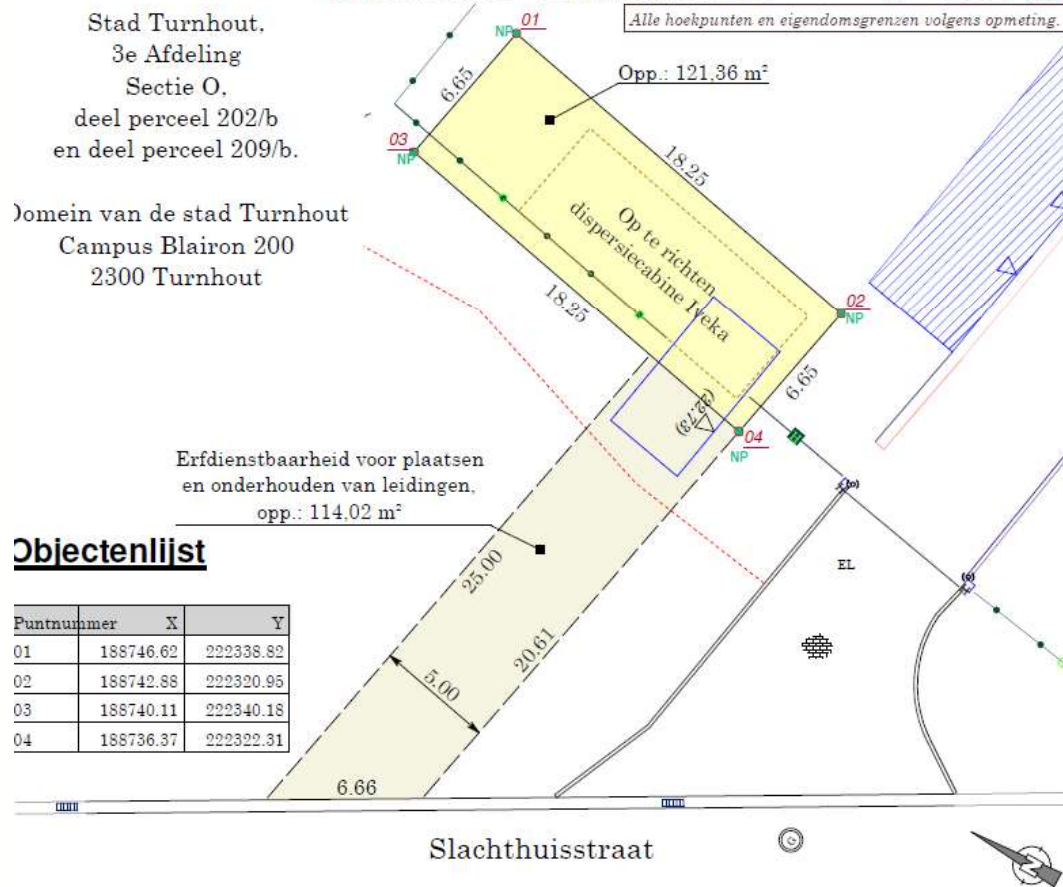 Stad Turnhout,
3e Afdeling
Sectie O,
deel perceel 202/b
en deel perceel 209/b.
Domein van de stad Turnhout
Campus Blairon 200
2300 Turnhout
Alle hoekpunten en eigendomsgrenzen volgens opmeting.
01
NP
6.65
Opp.: 121,36 m²
03
NP
18.25
Op te richten
dispersiecabine Iveka
18.25
02
NP
6.65
(22.73)
04
NP
Erfdienstbaarheid voor plaatsen
en onderhouden van leidingen,
opp.: 114,02 m²
25.00
20.61
5.00
6.66
EL
Objectenlijst
Puntnummer X Y
01 188746.62 222338.82
02 188742.88 222320.95
03 188740.11 222340.18
04 188736.37 222322.31
Slachthuisstraat
G
N